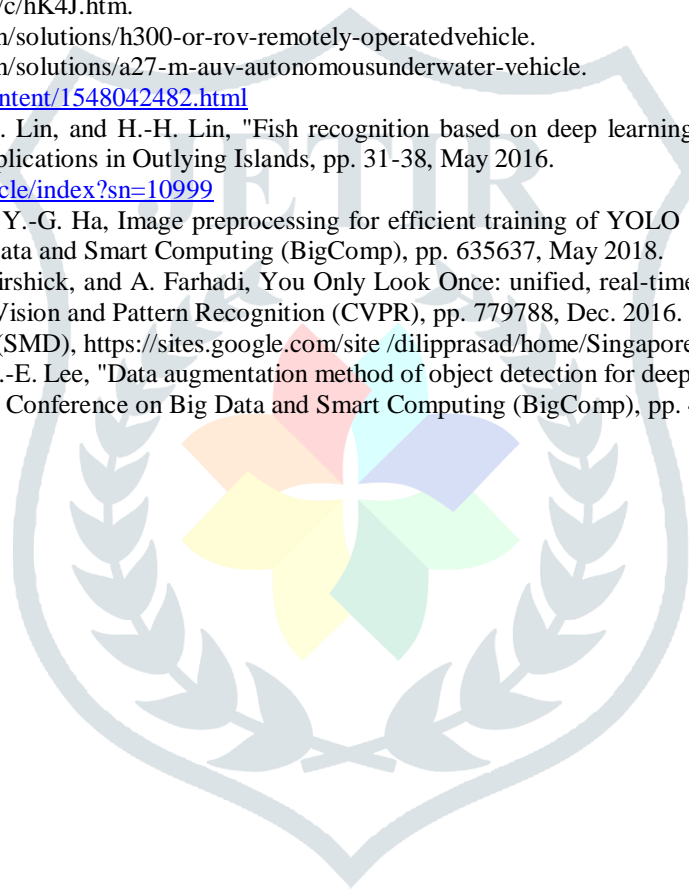 /c/hK4J.htm.
/solutions/h300-or-rov-remotely-operatedvehicle.
/solutions/a27-m-auv-autonomousunderwater-vehicle.
ntent/1548042482.html
. Lin, and H.-H. Lin, "Fish recognition based on deep learning
plications in Outlying Islands, pp. 31-38, May 2016.
cle/index?sn=10999
Y.-G. Ha, Image preprocessing for efficient training of YOLO
ata and Smart Computing (BigComp), pp. 635637, May 2018.
irshick, and A. Farhadi, You Only Look Once: unified, real-time
Vision and Pattern Recognition (CVPR), pp. 779788, Dec. 2016.
(SMD), https://sites.google.com/site /dilipprasad/home/Singapore
.-E. Lee, "Data augmentation method of object detection for deep
Conference on Big Data and Smart Computing (BigComp), pp.
JETIR